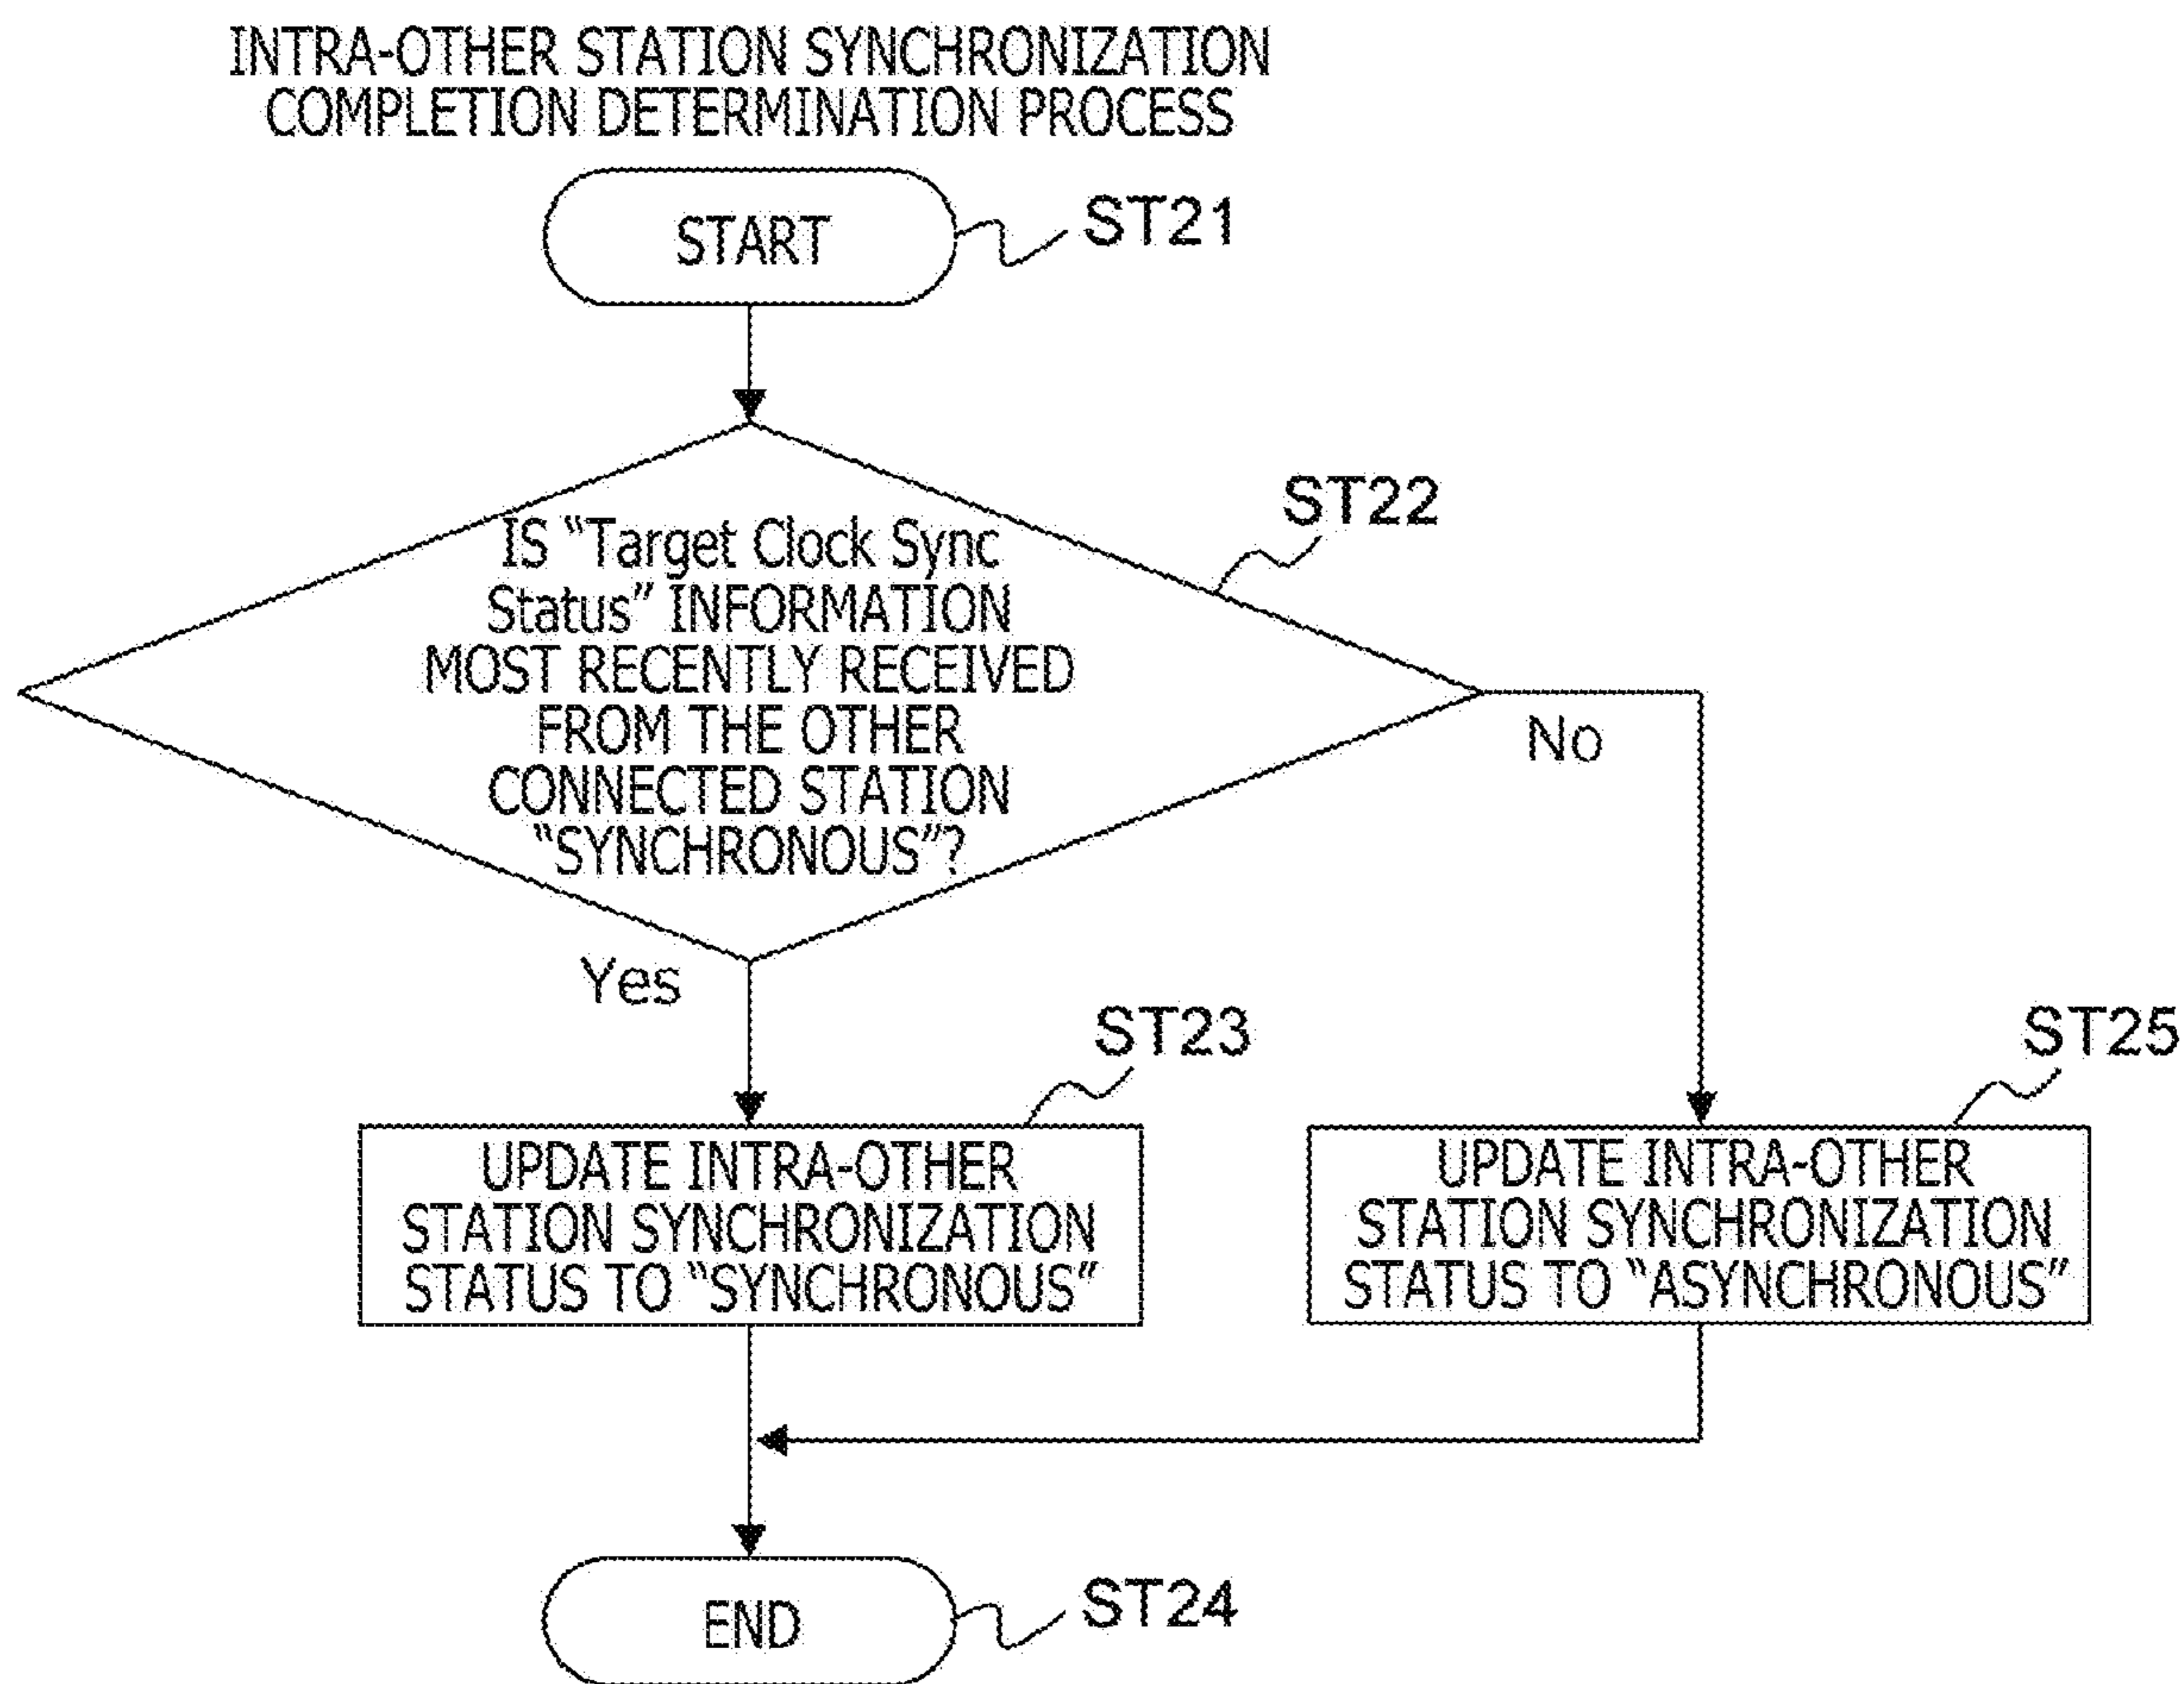 INTRA-OTHER STATION SYNCHRONIZATION
COMPLETION DETERMINATION PROCESS
START
ST21
ST22
IS “Target Clock Sync
Status” INFORMATION
MOST RECENTLY RECEIVED
FROM THE OTHER
CONNECTED STATION
“SYNCHRONOUS”?
No
Yes
ST23
ST25
UPDATE INTRA-OTHER
STATION SYNCHRONIZATION
STATUS TO “SYNCHRONOUS”
UPDATE INTRA-OTHER
STATION SYNCHRONIZATION
STATUS TO “ASYNCHRONOUS”
END
ST24